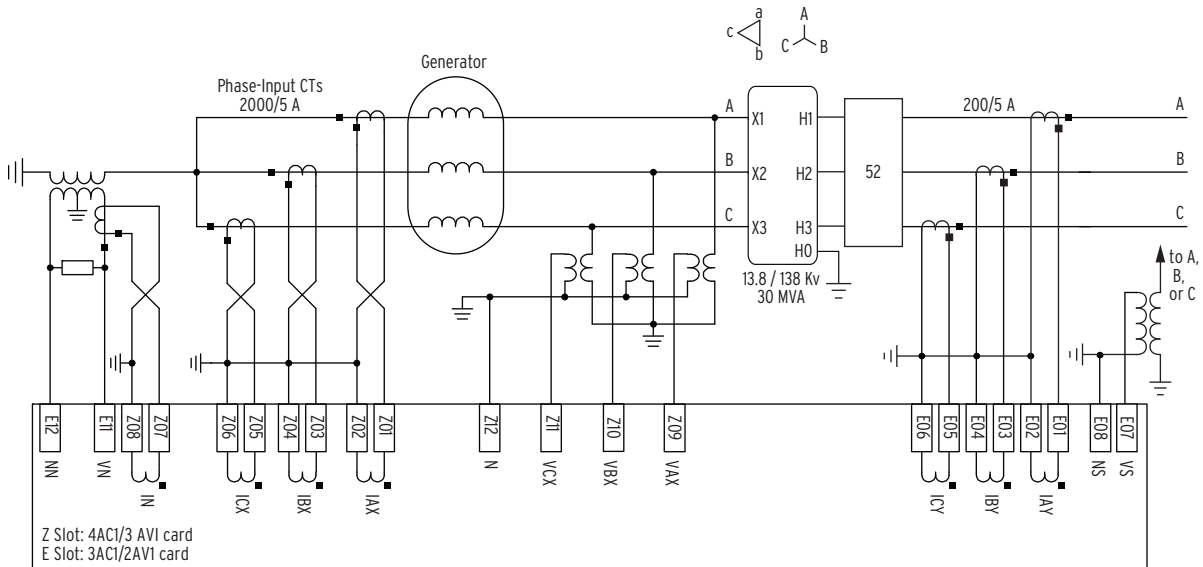 a
c
b
A
C B
Generator
Phase-Input CTs
2000/5 A
A
B
C
X1
X2
X3
H1
H2
H3
H0
52
200/5 A
A
B
C
13.8 / 138 Kv
30 MVA
to A,
B,
or C
E12
E11
Z08
Z07
Z06
Z05
Z04
Z03
Z02
Z01
Z12
Z11
Z10
Z09
E06
E05
E04
E03
E02
E01
E08
E07
NN
VN
IN
ICX
IBX
IAX
N
VCX
VBX
VAX
ICY
IBY
IAY
NS
VS
Z Slot: 4AC1/3 AVI card
E Slot: 3AC1/2AV1 card